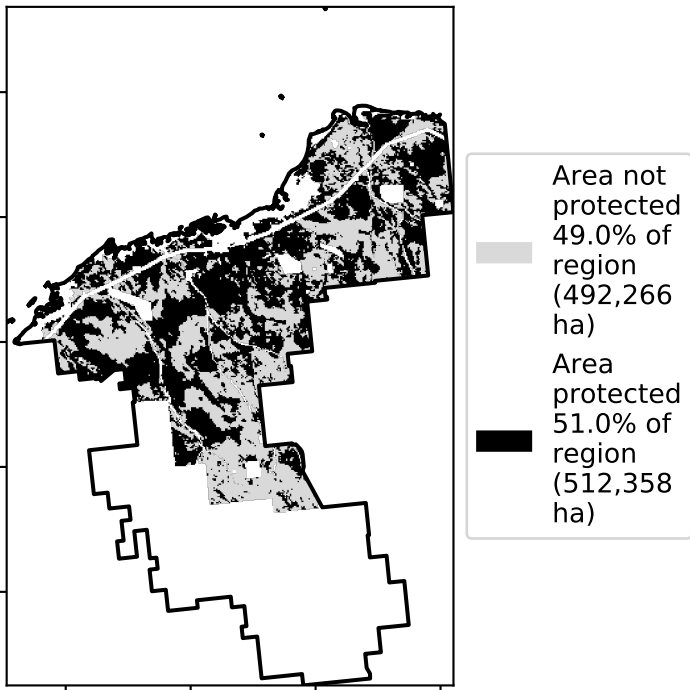 Area not
protected
49.0% of
region
(492,266
ha)
Area
protected
51.0% of
region
(512,358
ha)